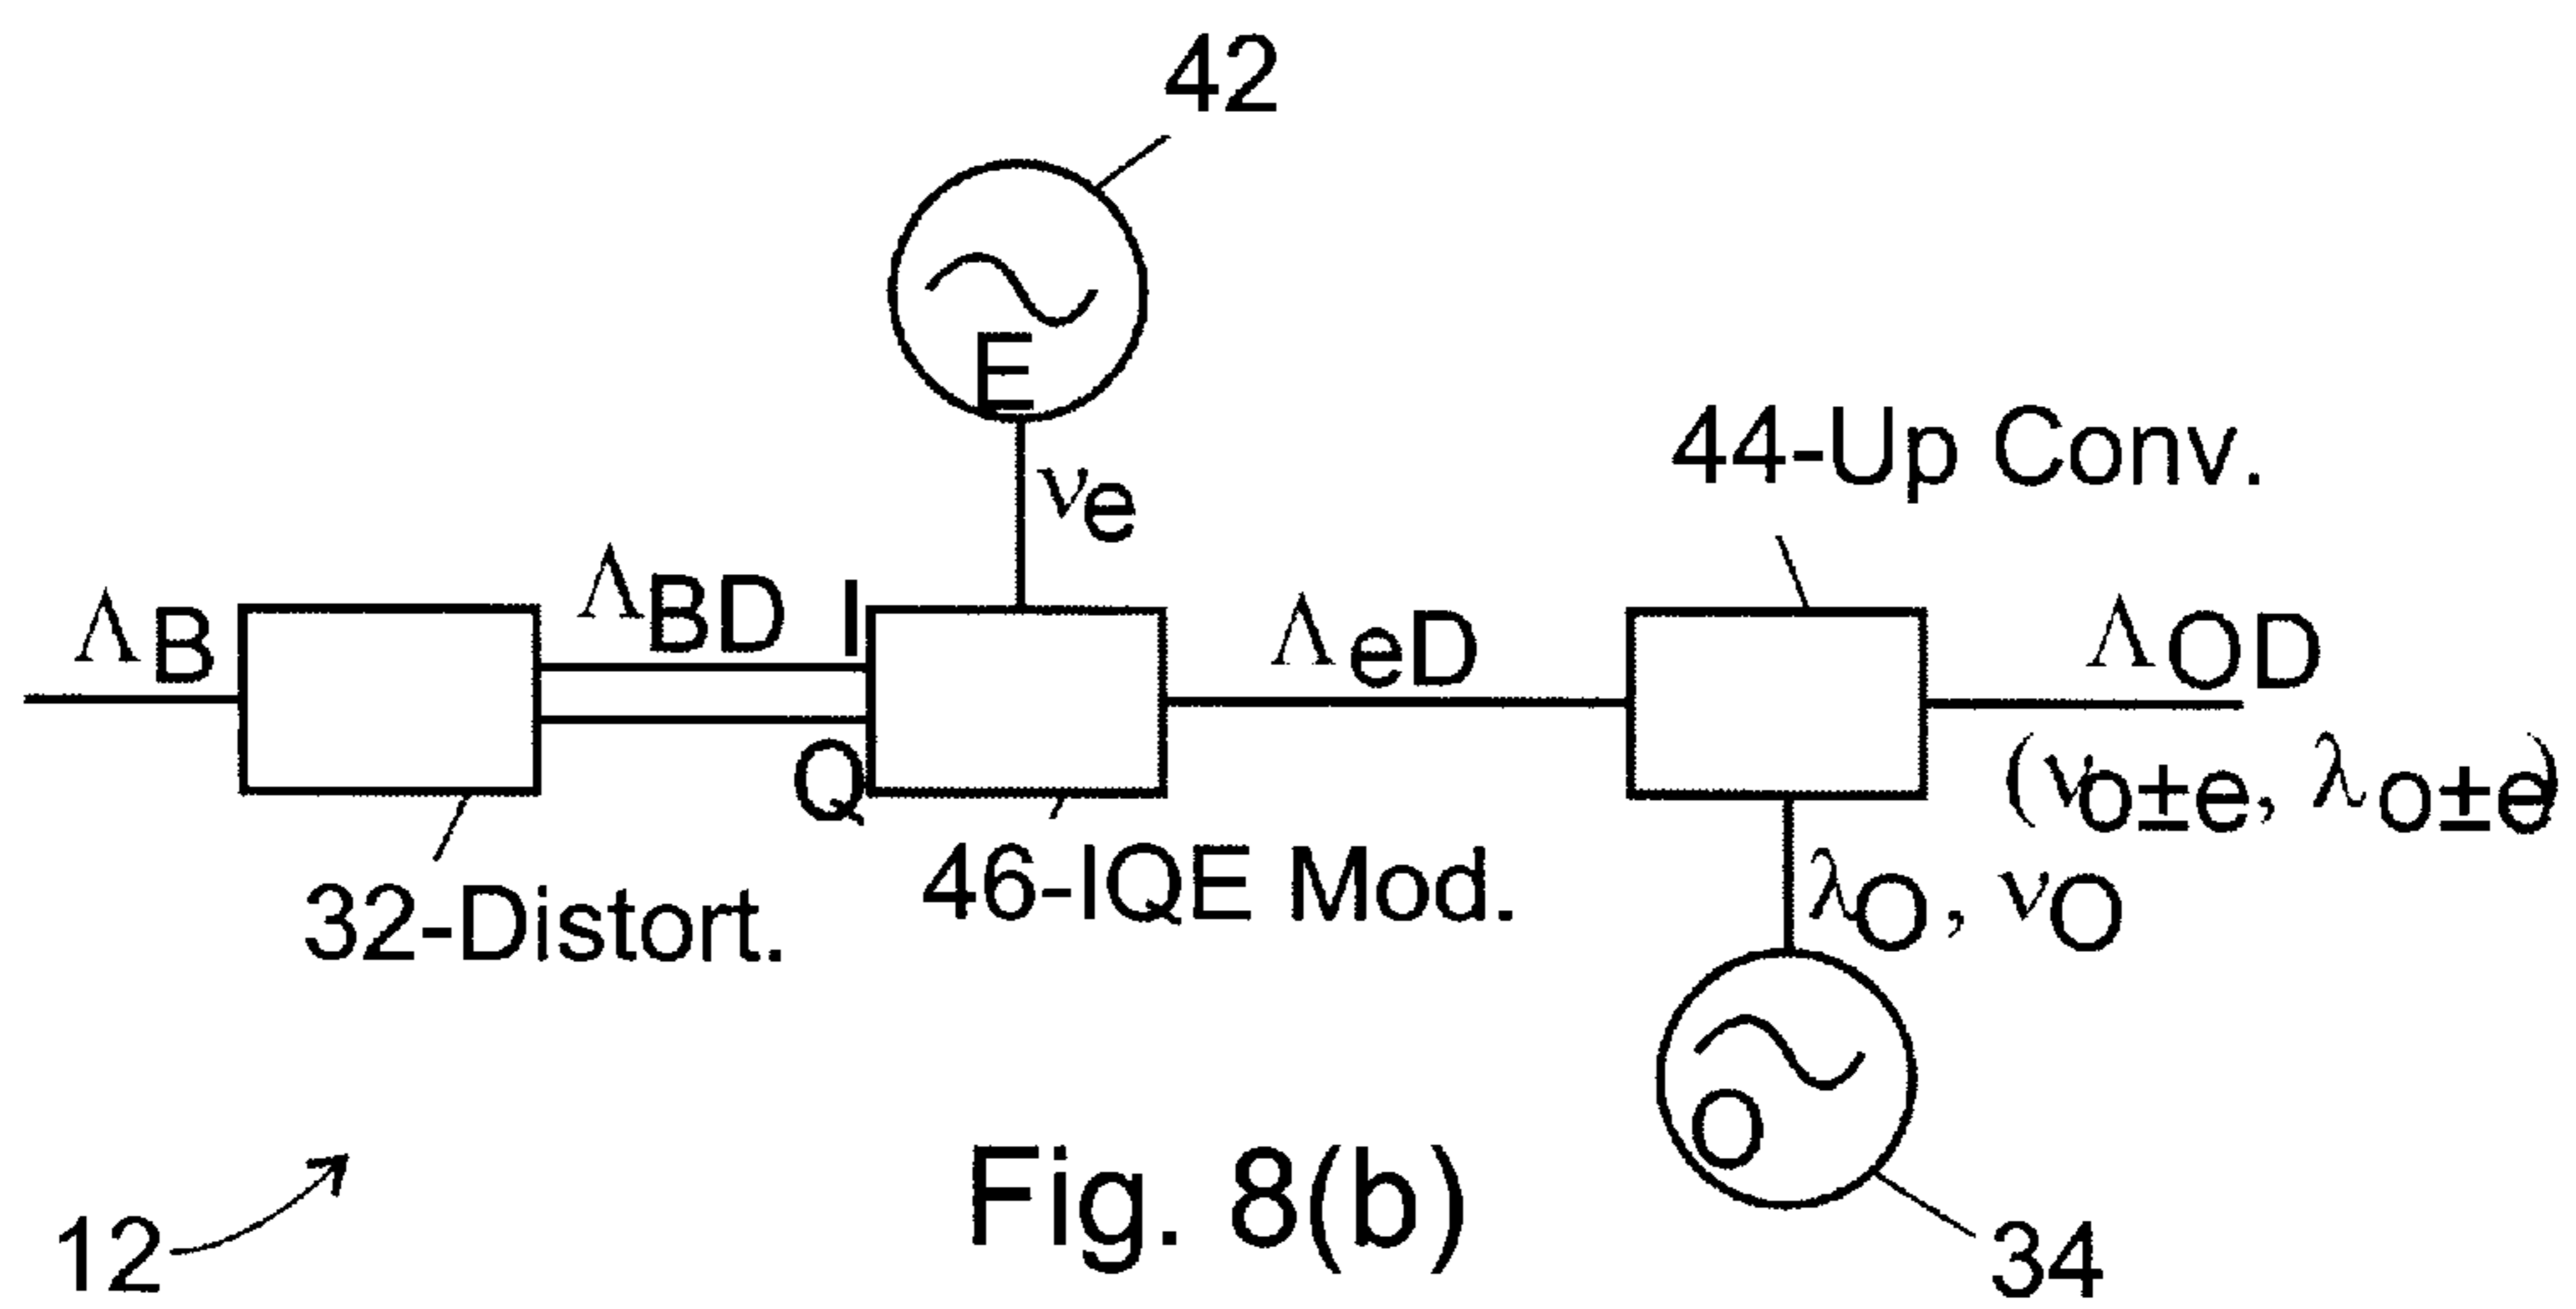 42
E
νe
44-Up Conv.
ΛB
ΛBD I
Q
ΛeD
ΛOD
(νo±e, λo±e)
32-Distort.
46-IQE Mod.
λO, νO
O
12
Fig. 8(b)
34